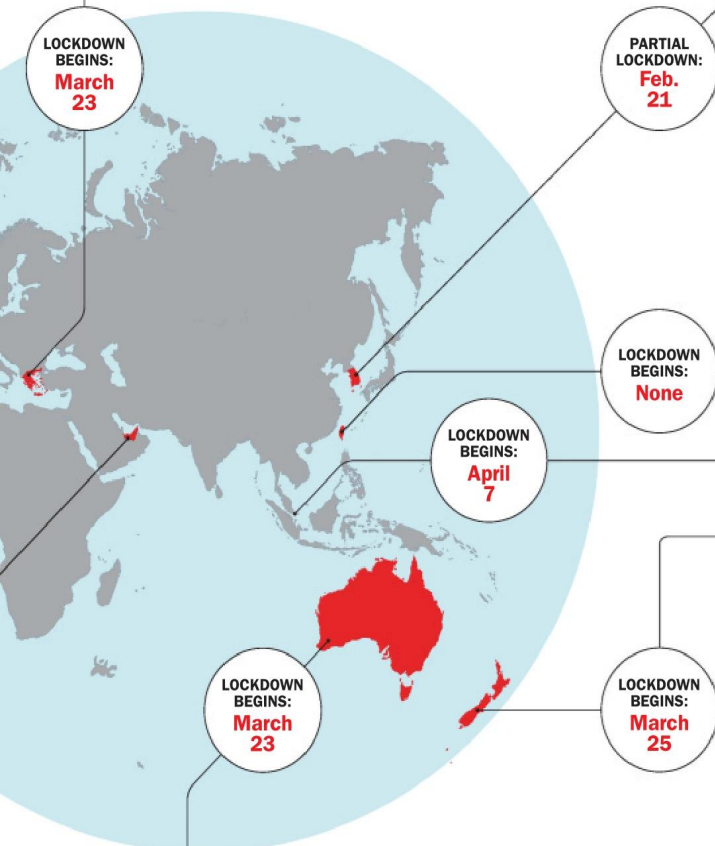 LOCKDOWN
BEGINS:
March
23
PARTIAL
LOCKDOWN:
Feb.
21
LOCKDOWN
BEGINS:
None
LOCKDOWN
BEGINS:
April
7
LOCKDOWN
BEGINS:
March
23
LOCKDOWN
BEGINS:
March
25